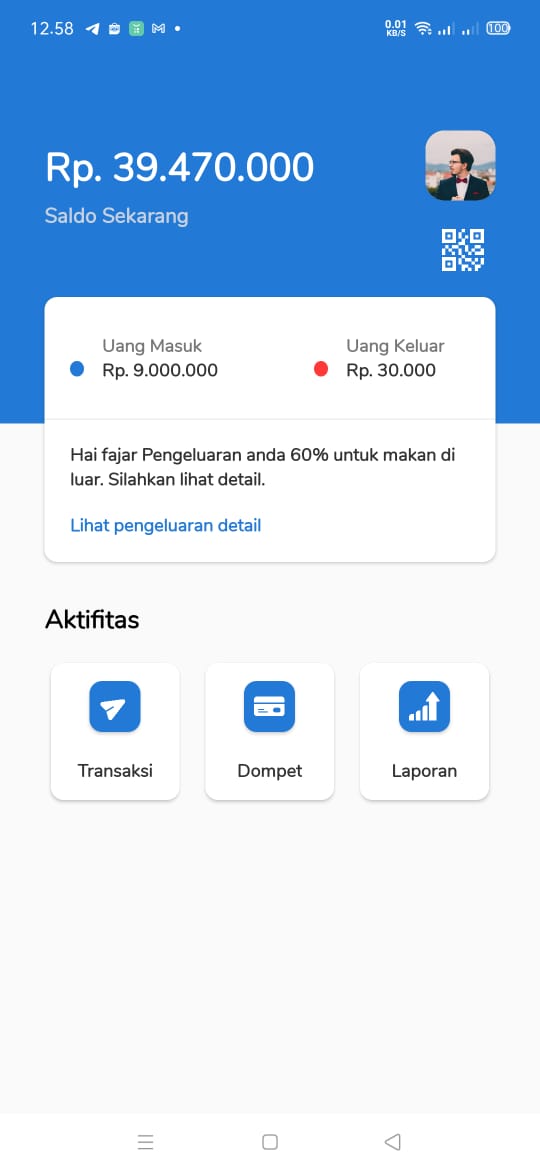 12.58
0.01
KB/S
100
Rp. 39.470.000
Saldo Sekarang
Uang Masuk
Rp. 9.000.000
Uang Keluar
Rp. 30.000
Hai fajar Pengeluaran anda 60% untuk makan di
luar. Silahkan lihat detail.
Lihat pengeluaran detail
Aktifitas
Transaksi
Dompet
Laporan